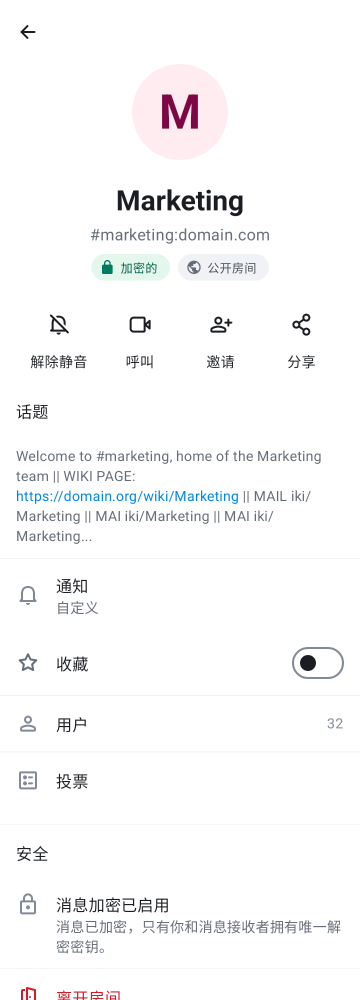 M
Marketing
#marketing:domain.com
加密的 公开房间
解除静音 呼叫 邀请 分享
话题
Welcome to #marketing, home of the Marketing
team || WIKI PAGE:
https://domain.org/wiki/Marketing || MAIL iki/
Marketing || MAI iki/Marketing || MAI iki/
Marketing...
通知
自定义
收藏
用户 32
投票
安全
消息加密已启用
消息已加密，只有你和消息接收者拥有唯一解
密密钥。
离开房间